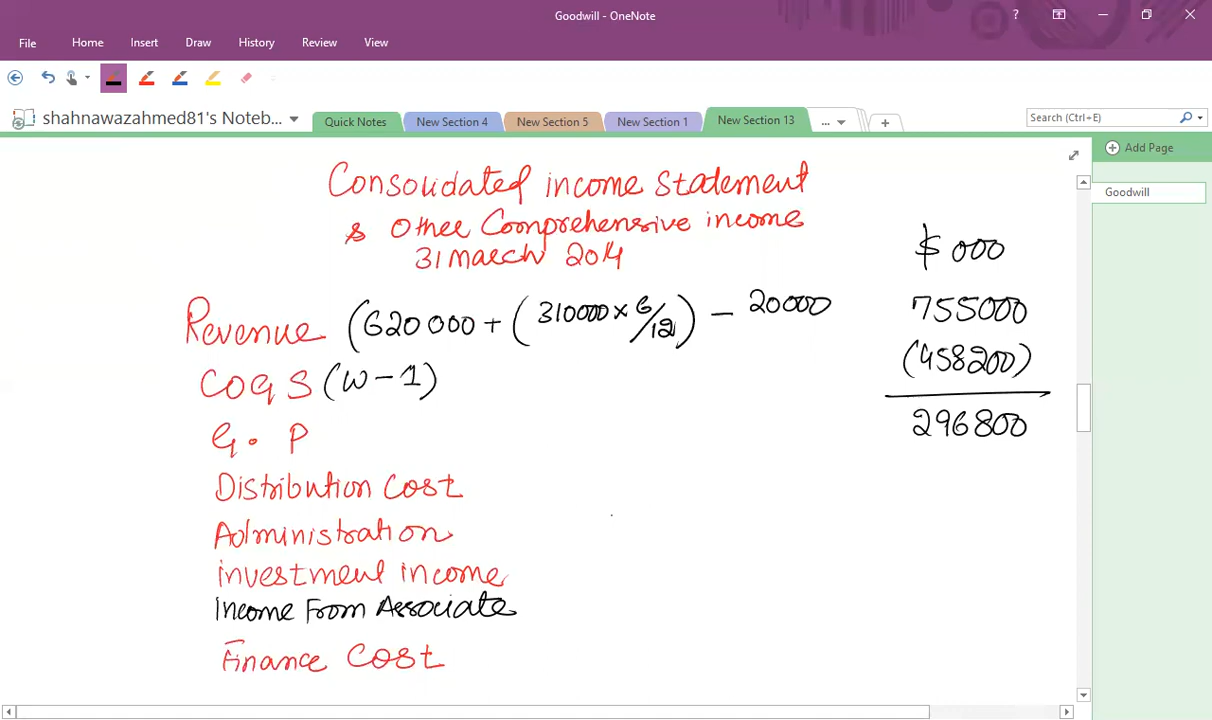 Goodwill - OneNote
File Home Insert Draw History Review View
shahnawazahmed81's Noteb... Quick Notes New Section 4 New Section 5 New Section 1 New Section 13 ... Search (Ctrl+E)
Add Page
Goodwill
Consolidated income Statement
& Other Comprehensive income
31 march 2014
$ 000
Revenue (620 000 + (310000 x 6/12) - 20000 755000
COGS (W-1) (458200)
G. P 296800
Distribution Cost
Administration
investment income
Income From Associate
Finance Cost